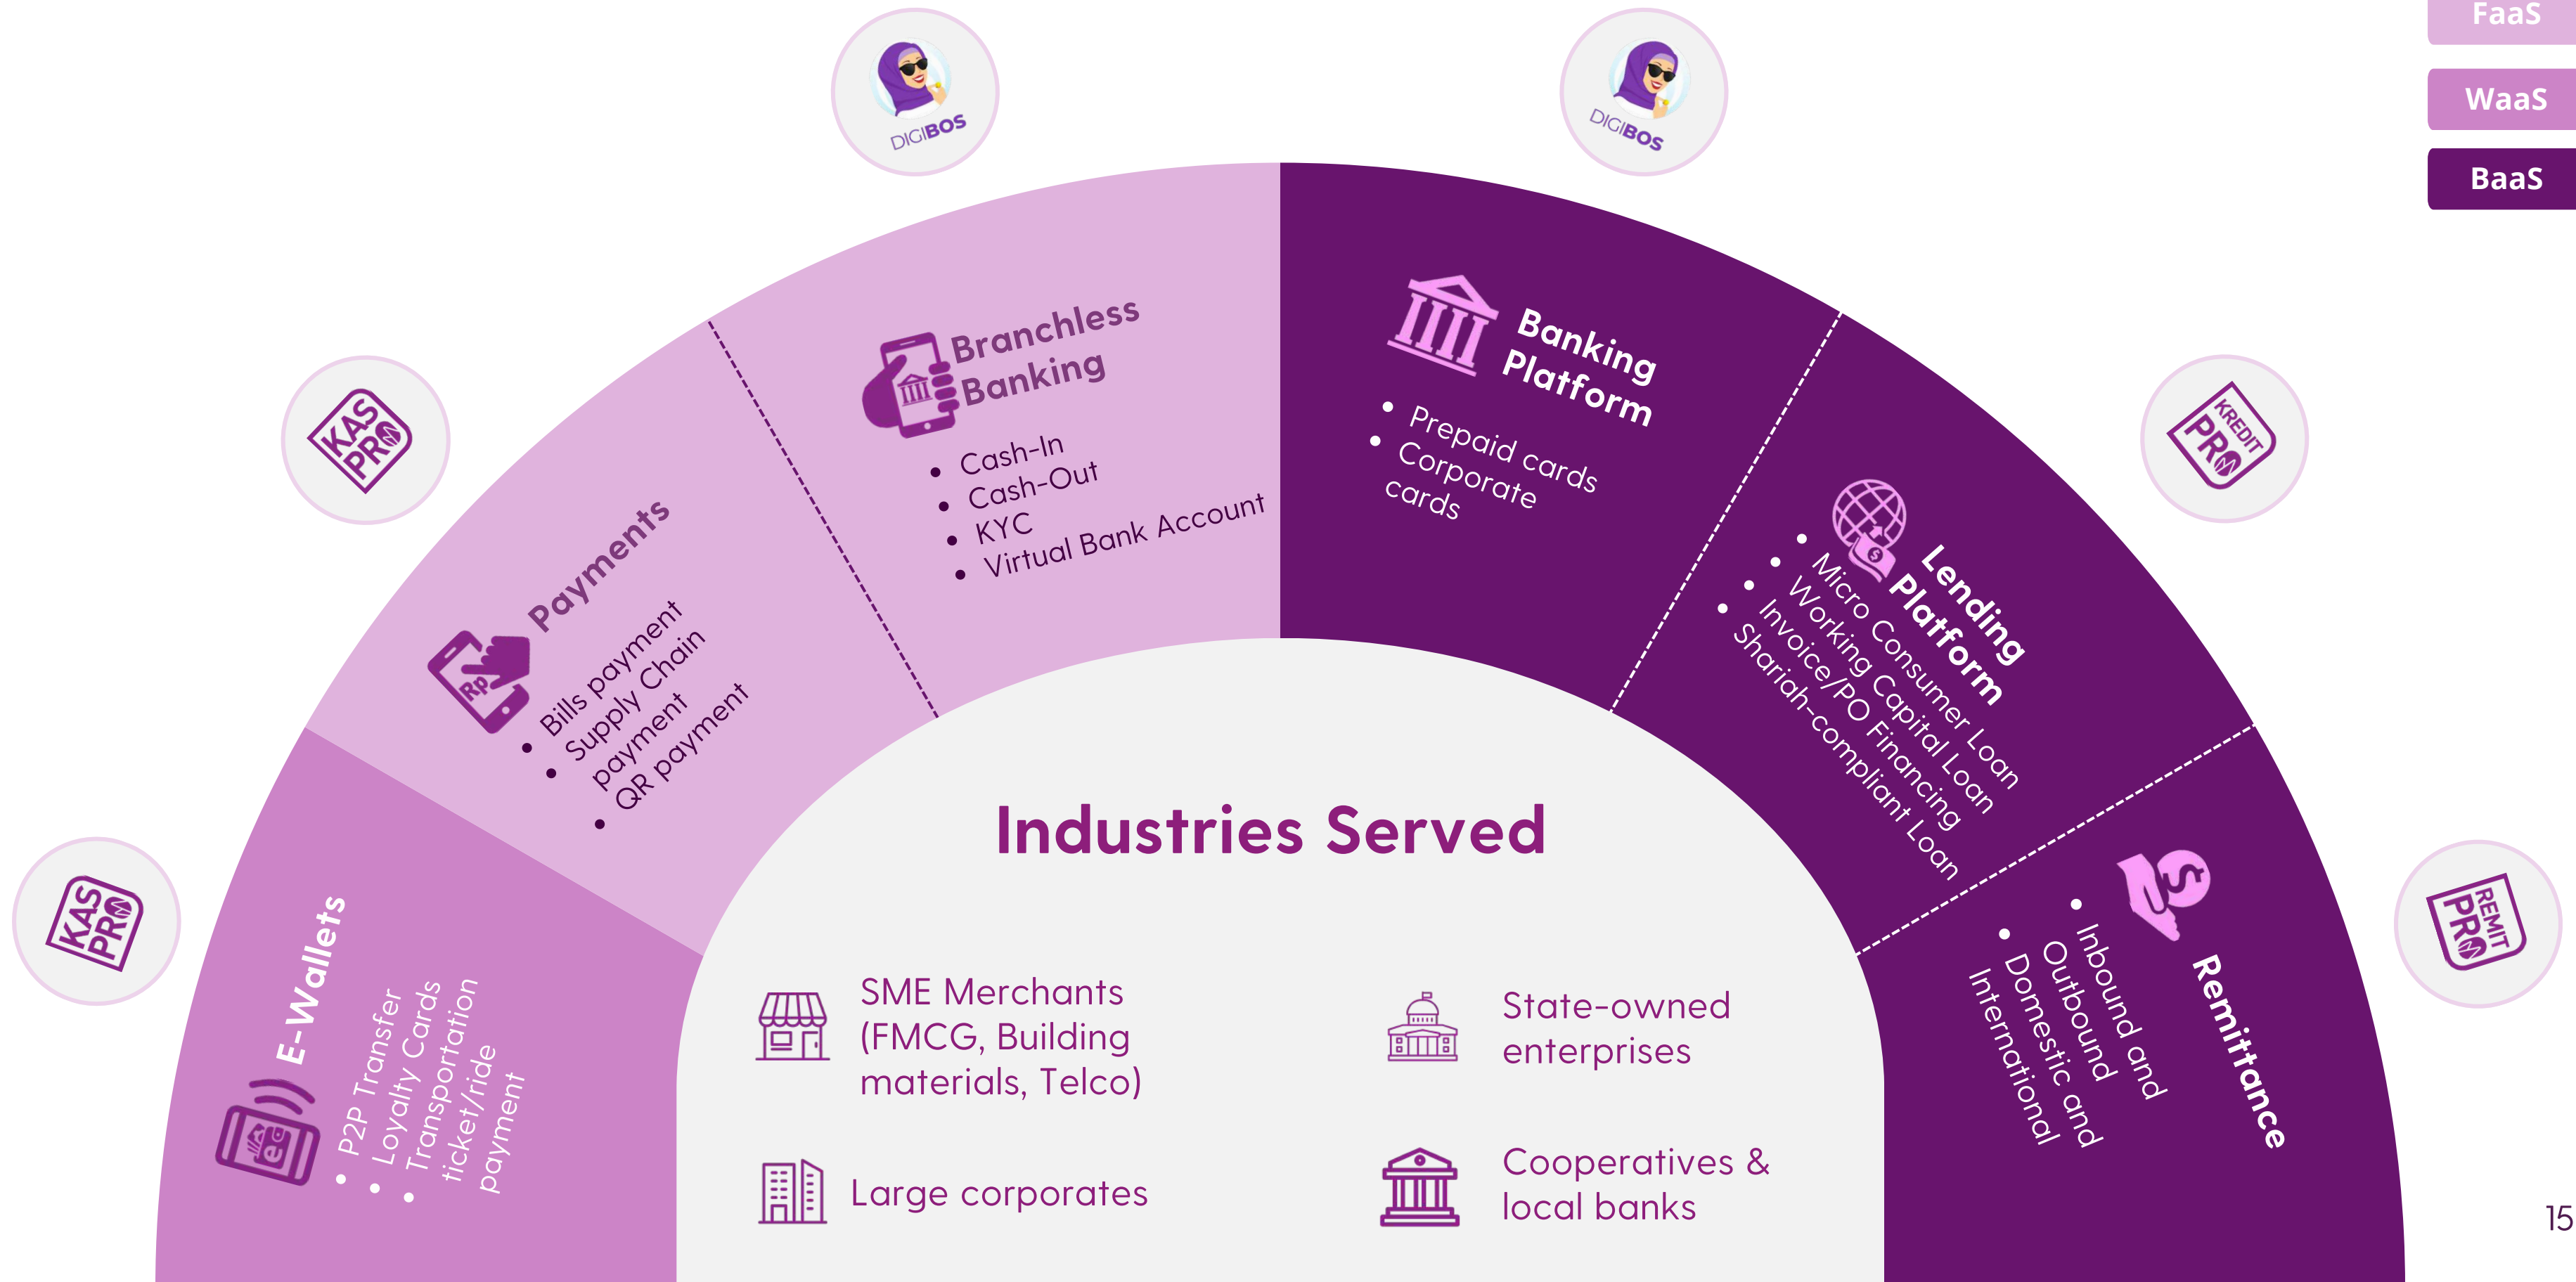 FaaS
WaaS
BaaS
DIGIBOS
DIGIBOS
KAS
PRO
KREDIT
PRO
KAS
PRO
REMIT
PRO
E-Wallets
• P2P Transfer
• Loyalty Cards
• Transportation
ticket/ride
payment
Payments
Rp
• Bills payment
• Supply Chain
payment
• QR payment
Branchless
Banking
• Cash-In
• Cash-Out
• KYC
• Virtual Bank Account
Banking
Platform
• Prepaid cards
• Corporate
cards
Lending
Platform
$
• Micro Consumer Loan
• Working Capital Loan
• Invoice/PO Financing
• Shariah-compliant Loan
$
Remittance
• Inbound and
Outbound
• Domestic and
International
Industries Served
SME Merchants
(FMCG, Building
materials, Telco)
Large corporates
State-owned
enterprises
Cooperatives &
local banks
15